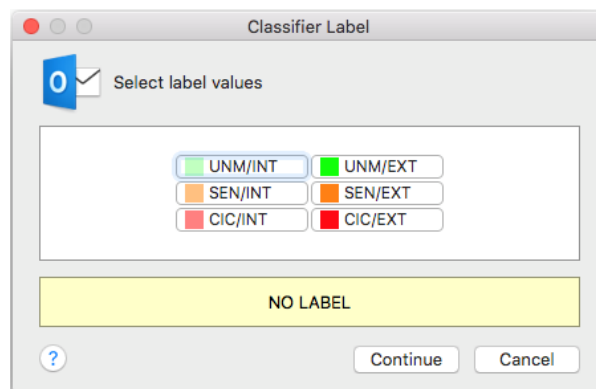 Classifier Label
O
Select label values
UNM/INT UNM/EXT
SEN/INT SEN/EXT
CIC/INT CIC/EXT
NO LABEL
? Continue Cancel